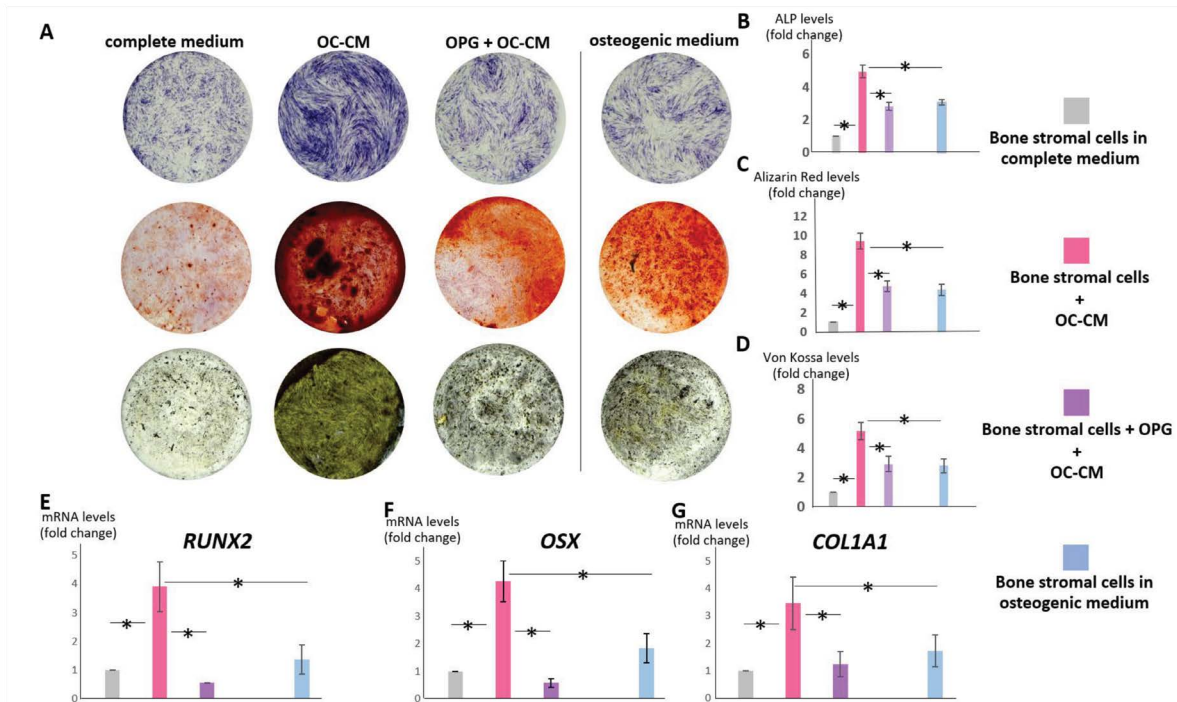 A
complete medium
OC-CM
OPG + OC-CM
osteogenic medium
B
ALP levels
(fold change)
6
4
2
0
*
*
*
C
Alizarin Red levels
(fold change)
12
10
8
6
4
2
0
*
*
*
D
Von Kossa levels
(fold change)
8
6
4
2
0
*
*
*
Bone stromal cells in
complete medium
Bone stromal cells
+
OC-CM
Bone stromal cells + OPG
+
OC-CM
Bone stromal cells in
osteogenic medium
E
mRNA levels
(fold change)
RUNX2
5
4
3
2
1
0
*
*
*
F
mRNA levels
(fold change)
OSX
5
4
3
2
1
0
*
*
*
G
mRNA levels
(fold change)
COL1A1
5
4
3
2
1
0
*
*
*